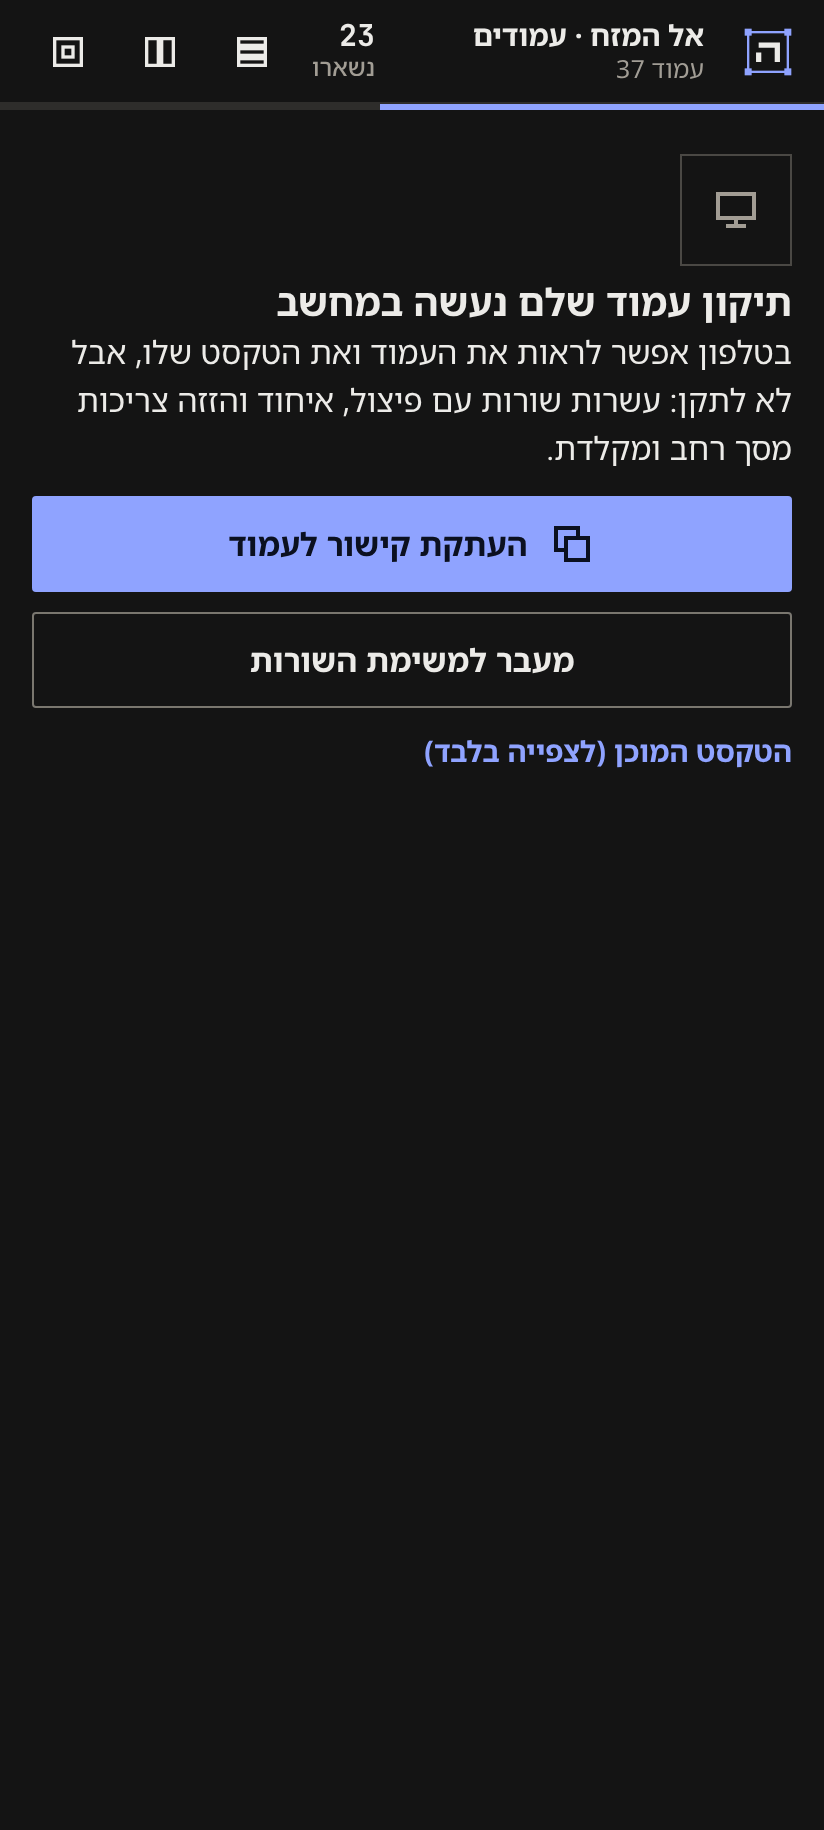 ה
אל המזח · עמודים
עמוד 37
23
נשארו
תיקון עמוד שלם נעשה במחשב
בטלפון אפשר לראות את העמוד ואת הטקסט שלו, אבל
לא לתקן: עשרות שורות עם פיצול, איחוד והזזה צריכות
מסך רחב ומקלדת.
העתקת קישור לעמוד
מעבר למשימת השורות
הטקסט המוכן (לצפייה בלבד)